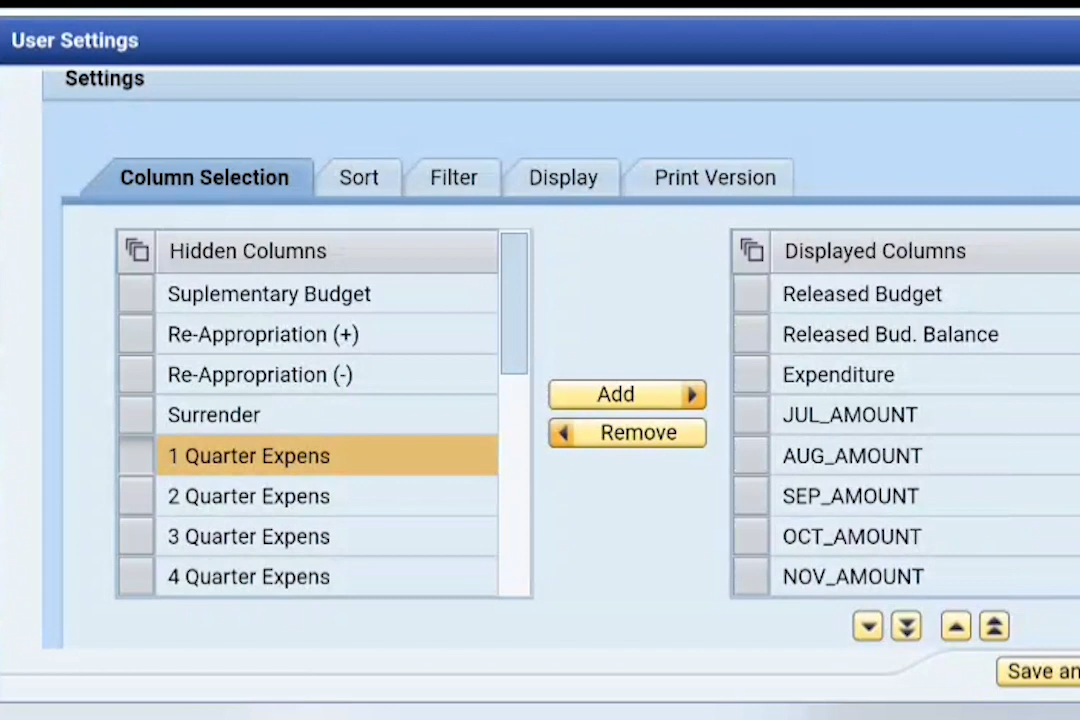 User Settings
Settings
Column Selection
Sort
Filter
Display
Print Version
Hidden Columns
Suplementary Budget
Re-Appropriation (+)
Re-Appropriation (-)
Surrender
1 Quarter Expens
2 Quarter Expens
3 Quarter Expens
4 Quarter Expens
Add
Remove
Displayed Columns
Released Budget
Released Bud. Balance
Expenditure
JUL_AMOUNT
AUG_AMOUNT
SEP_AMOUNT
OCT_AMOUNT
NOV_AMOUNT
Save an